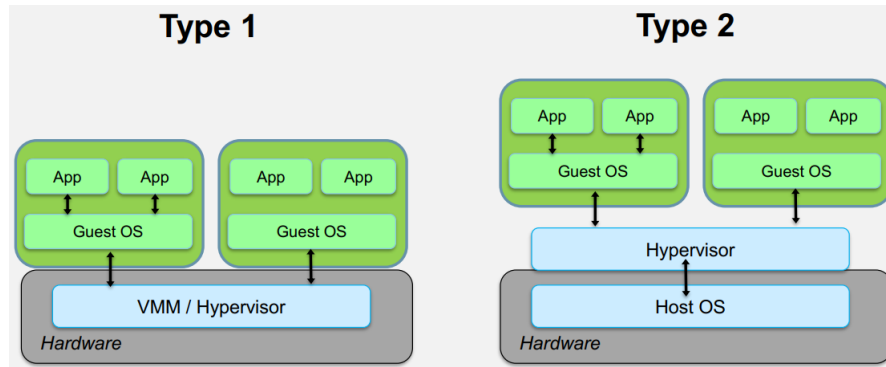 Type 1
Type 2
App App
Guest OS
App App
Guest OS
VMM / Hypervisor
Hardware
App App
Guest OS
App App
Guest OS
Hypervisor
Host OS
Hardware